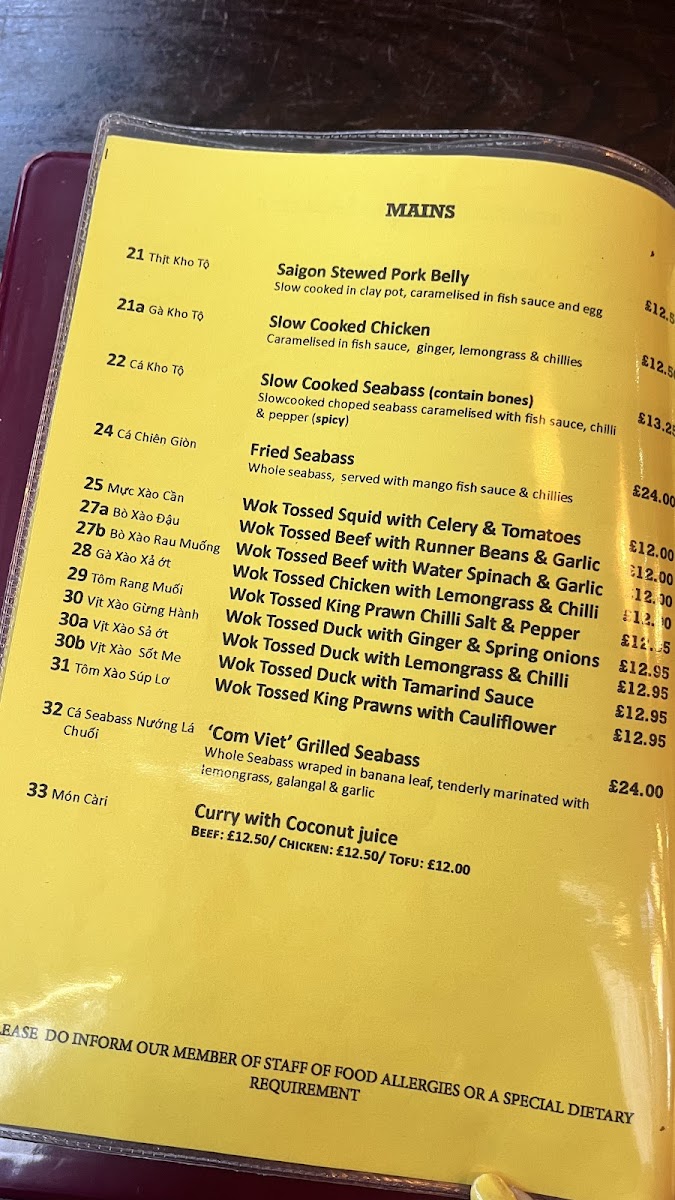 MAINS
21 Thịt Kho Tộ
Saigon Stewed Pork Belly
Slow cooked in clay pot, caramelised in fish sauce and egg
21a Gà Kho Tộ
Slow Cooked Chicken
Caramelised in fish sauce, ginger, lemongrass & chillies
22 Cá Kho Tộ
Slow Cooked Seabass (contain bones)
Slowcooked choped seabass caramelised with fish sauce, chilli
& pepper (spicy)
24 Cá Chiên Giòn
Fried Seabass
Whole seabass, served with mango fish sauce & chillies £24.00
25 Mực Xào Cần Wok Tossed Squid with Celery & Tomatoes £12.00
27a Bò Xào Đậu Wok Tossed Beef with Runner Beans & Garlic £12.00
27b Bò Xào Rau Muống Wok Tossed Beef with Water Spinach & Garlic
28 Gà Xào Xả ớt Wok Tossed Chicken with Lemongrass & Chilli
29 Tôm Rang Muối Wok Tossed King Prawn Chilli Salt & Pepper
30 Vịt Xào Gừng Hành Wok Tossed Duck with Ginger & Spring onions £12.95
30a Vịt Xào Sả ớt Wok Tossed Duck with Lemongrass & Chilli £12.95
30b Vịt Xào Sốt Me Wok Tossed Duck with Tamarind Sauce £12.95
31 Tôm Xào Súp Lơ Wok Tossed King Prawns with Cauliflower £12.95
32 Cá Seabass Nướng Lá
Chuối
‘Com Viet’ Grilled Seabass £24.00
Whole Seabass wraped in banana leaf, tenderly marinated with
lemongrass, galangal & garlic
33 Món Càri
Curry with Coconut juice
BEEF: £12.50/ CHICKEN: £12.50/ TOFU: £12.00
DO INFORM OUR MEMBER OF STAFF OF FOOD ALLERGIES OR A SPECIAL DIETARY
REQUIREMENT